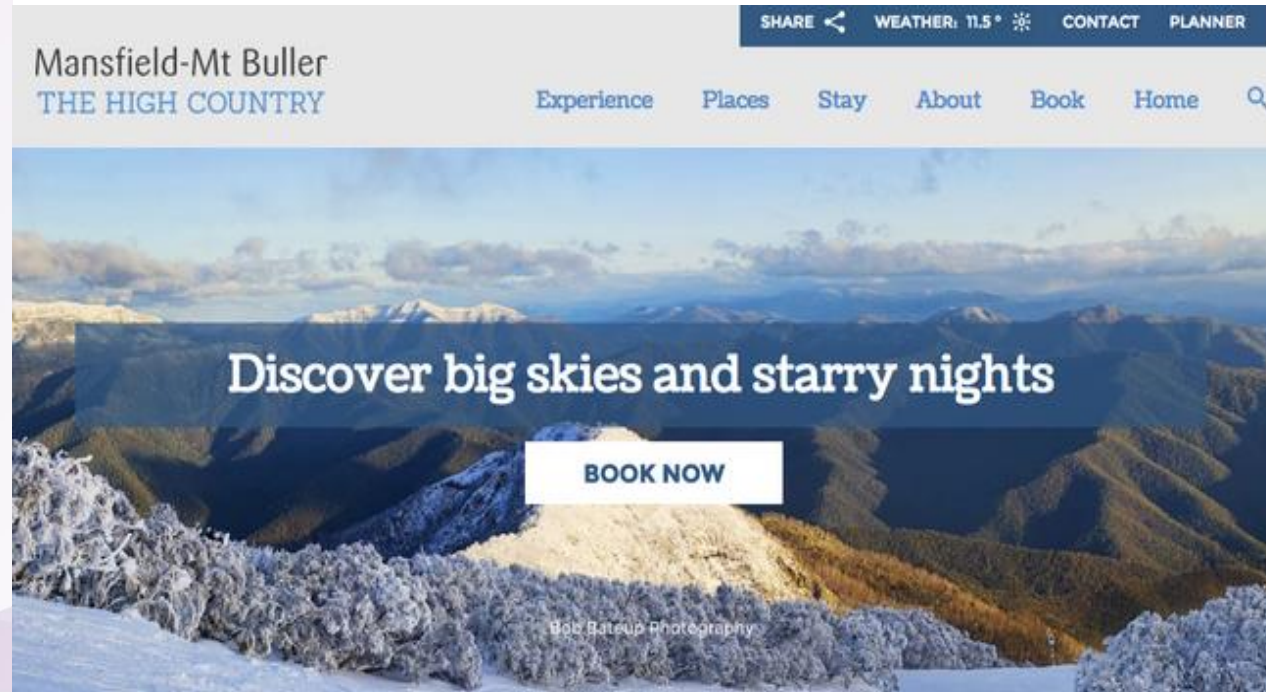 SHARE WEATHER: 11.5° CONTACT PLANNER
Mansfield-Mt Buller
THE HIGH COUNTRY
Experience Places Stay About Book Home
Discover big skies and starry nights
BOOK NOW
Bob Bateup Photography